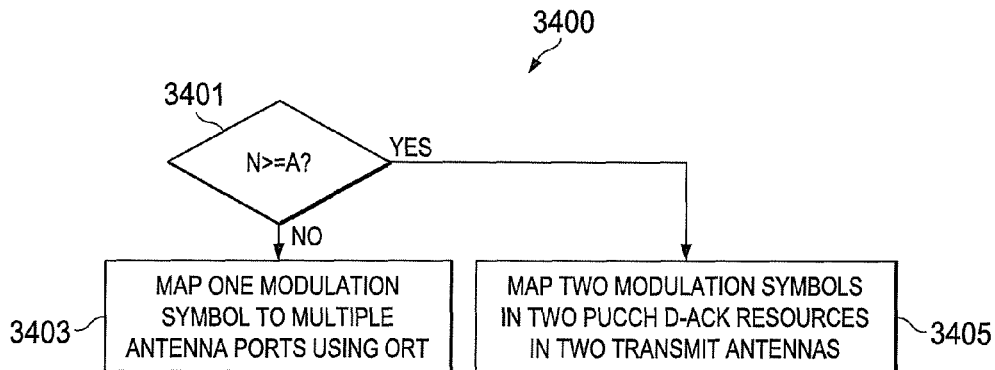 3400
3401
N>=A?
YES
NO
MAP ONE MODULATION
SYMBOL TO MULTIPLE
ANTENNA PORTS USING ORT
3403
MAP TWO MODULATION SYMBOLS
IN TWO PUCCH D-ACK RESOURCES
IN TWO TRANSMIT ANTENNAS
3405